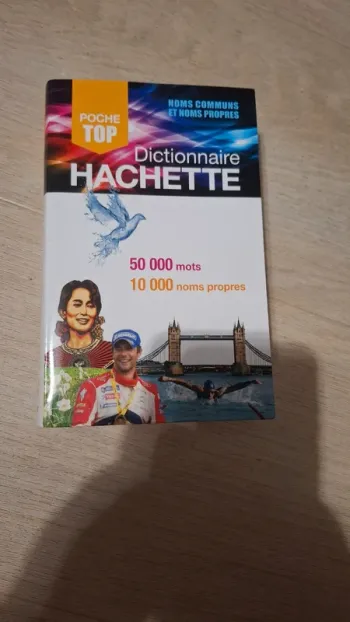 POCHE
TOP
NOMS COMMUNS
ET NOMS PROPRES
Dictionnaire
HACHETTE
50 000 mots
10 000 noms propres